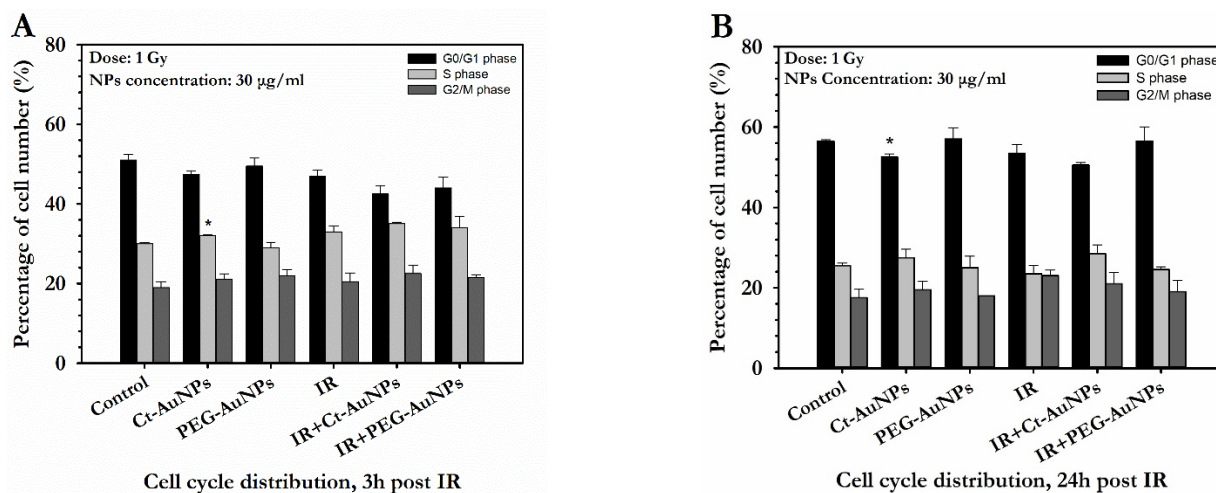 A
80
60
40
20
0
Percentage of cell number (%)
Dose: 1 Gy
NPs concentration: 30 µg/ml
G0/G1 phase
S phase
G2/M phase
*
Control
Ct-AuNPs
PEG-AuNPs
IR
IR+Ct-AuNPs
IR+PEG-AuNPs
Cell cycle distribution, 3h post IR
B
80
60
40
20
0
Percentage of cell number (%)
Dose: 1 Gy
NPs Concentration: 30 µg/ml
G0/G1 phase
S phase
G2/M phase
*
Control
Ct-AuNPs
PEG-AuNPs
IR
IR+Ct-AuNPs
IR+PEG-AuNPs
Cell cycle distribution, 24h post IR